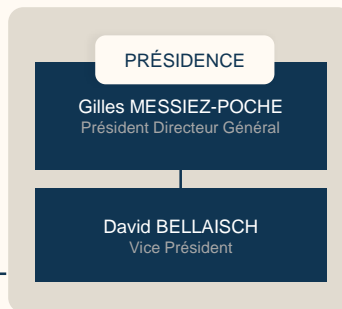 PRÉSIDENCE
Gilles MESSIEZ-POCHE
Président Directeur Général
David BELLAISCH
Vice Président